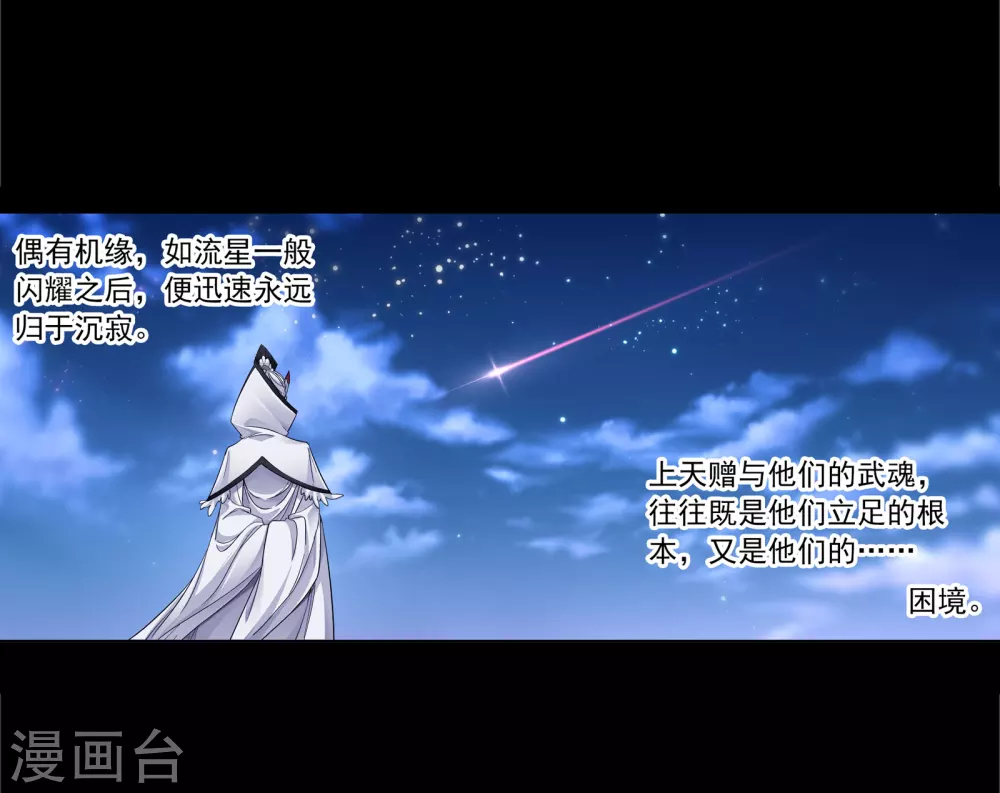 偶有机缘，如流星一般
闪耀之后，便迅速永远
归于沉寂。
上天赠与他们的武魂，
往往既是他们立足的根
本，又是他们的……
困境。
漫画台